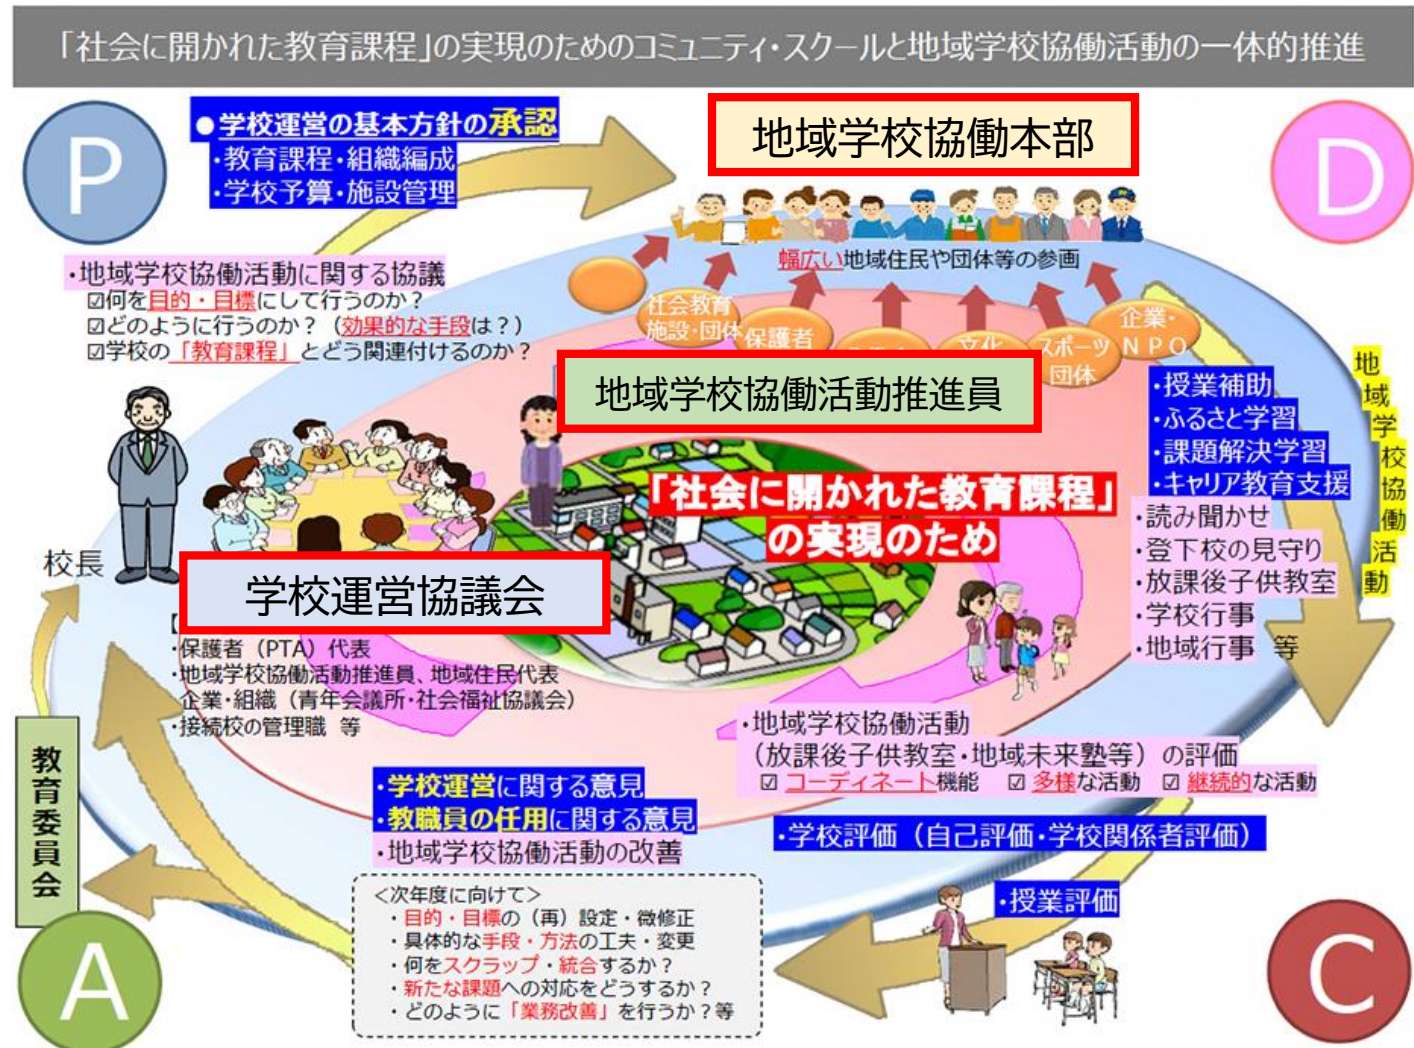 「社会に開かれた教育課程」の実現のためのコミュニティ・スクールと地域学校協働活動の一体的推進
P
●学校運営の基本方針の承認
・教育課程・組織編成
・学校予算・施設管理
地域学校協働本部
D
幅広い地域住民や団体等の参画
・地域学校協働活動に関する協議
☑何を目的・目標にして行うのか？
☑どのように行うのか？（効果的な手段は？）
☑学校の「教育課程」とどう関連付けるのか？
社会教育
施設・団体
保護者
文化
スポーツ
団体
企業・
ＮＰＯ
地域学校協働活動推進員
・授業補助
・ふるさと学習
・課題解決学習
・キャリア教育支援
・読み聞かせ
・登下校の見守り
・放課後子供教室
・学校行事
・地域行事 等
地域学校協働活動
「社会に開かれた教育課程」
の実現のため
校長
学校運営協議会
【
・保護者（PTA）代表
・地域学校協働活動推進員、地域住民代表
企業・組織（青年会議所・社会福祉協議会）
・接続校の管理職 等
教育委員会
・地域学校協働活動
（放課後子供教室・地域未来塾等）の評価
☑ コーディネート機能 ☑ 多様な活動 ☑ 継続的な活動
・学校運営に関する意見
・教職員の任用に関する意見
・地域学校協働活動の改善
・学校評価（自己評価・学校関係者評価）
・授業評価
＜次年度に向けて＞
・目的・目標の（再）設定・微修正
・具体的な手段・方法の工夫・変更
・何をスクラップ・統合するか？
・新たな課題への対応をどうするか？
・どのように「業務改善」を行うか？等
A
C